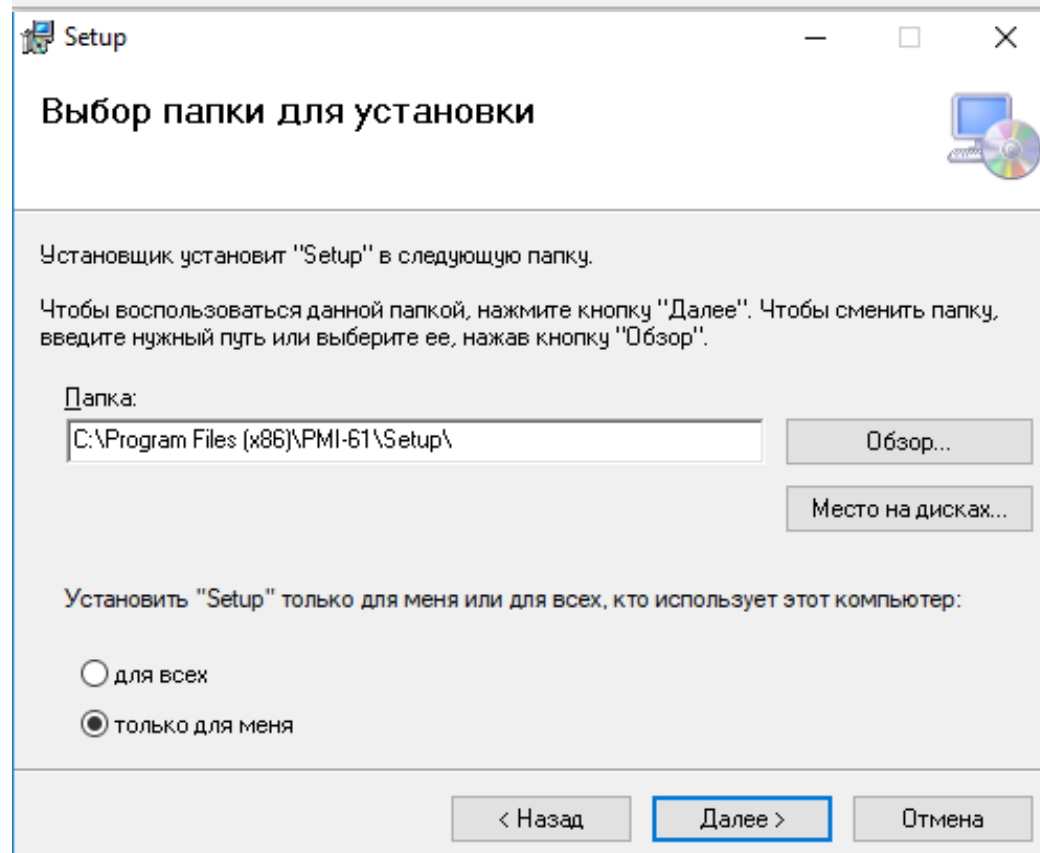 Setup
Выбор папки для установки
Установщик установит "Setup" в следующую папку.
Чтобы воспользоваться данной папкой, нажмите кнопку "Далее". Чтобы сменить папку,
введите нужный путь или выберите ее, нажав кнопку "Обзор".
Папка:
C:\Program Files (x86)\PMI-61\Setup\
Обзор...
Место на дисках...
Установить "Setup" только для меня или для всех, кто использует этот компьютер:
для всех
только для меня
< Назад
Далее >
Отмена